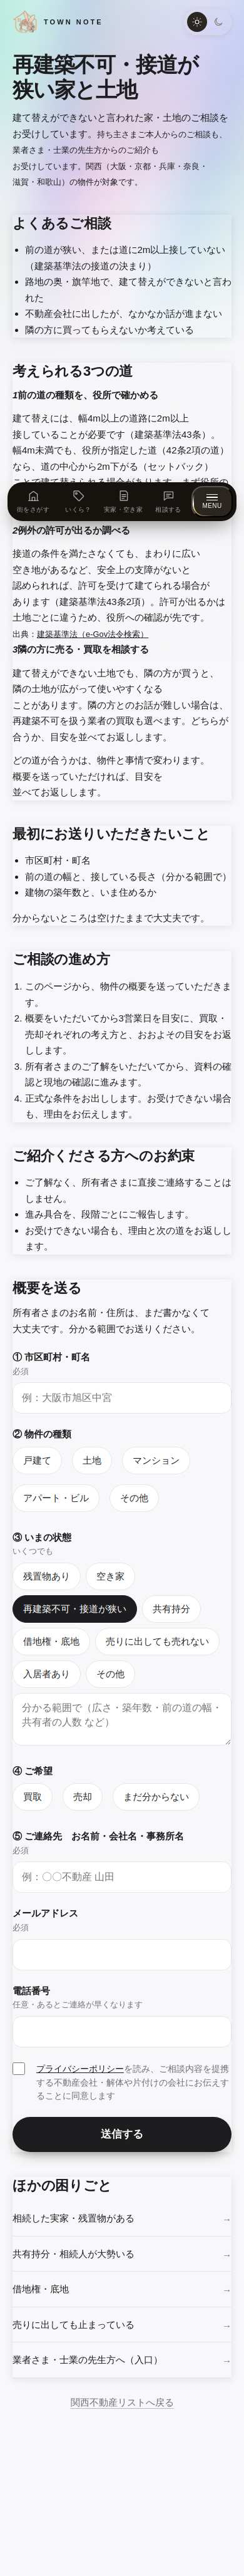 TOWN NOTE
再建築不可・接道が
狭い家と土地
建て替えができないと言われた家・土地のご相談を
お受けしています。持ち主さまご本人からのご相談も、
業者さま・士業の先生方からのご紹介も
お受けしています。関西（大阪・京都・兵庫・奈良・
滋賀・和歌山）の物件が対象です。
よくあるご相談
前の道が狭い、または道に2m以上接していない
（建築基準法の接道の決まり）
路地の奥・旗竿地で、建て替えができないと言わ
れた
不動産会社に出したが、なかなか話が進まない
隣の方に買ってもらえないか考えている
考えられる3つの道
1前の道の種類を、役所で確かめる
建て替えには、幅4m以上の道路に2m以上
接していることが必要です（建築基準法43条）。
幅4m未満でも、役所が指定した道（42条2項の道）
なら、道の中心から2m下がる（セットバック）
街をさがす
いくら？
実家・空き家
相談する
MENU
2例外の許可が出るか調べる
接道の条件を満たさなくても、まわりに広い
空き地があるなど、安全上の支障がないと
認められれば、許可を受けて建てられる場合が
あります（建築基準法43条2項）。許可が出るかは
土地ごとに違うため、役所への確認が先です。
出典：建築基準法（e-Gov法令検索）
3隣の方に売る・買取を相談する
建て替えができない土地でも、隣の方が買うと、
隣の土地が広がって使いやすくなる
ことがあります。隣の方とのお話が難しい場合は、
再建築不可を扱う業者の買取も選べます。どちらが
合うか、目安を並べてお返しします。
どの道が合うかは、物件と事情で変わります。
概要を送っていただければ、目安を
並べてお返しします。
最初にお送りいただきたいこと
市区町村・町名
前の道の幅と、接している長さ（分かる範囲で）
建物の築年数と、いま住めるか
分からないところは空けたままで大丈夫です。
ご相談の進め方
1. このページから、物件の概要を送っていただきま
す。
2. 概要をいただいてから3営業日を目安に、買取・
売却それぞれの考え方と、おおよその目安をお返
しします。
3. 所有者さまのご了解をいただいてから、資料の確
認と現地の確認に進みます。
4. 正式な条件をお出しします。お受けできない場合
も、理由をお伝えします。
ご紹介くださる方へのお約束
ご了解なく、所有者さまに直接ご連絡することは
しません。
進み具合を、段階ごとにご報告します。
お受けできない場合も、理由と次の道をお返しし
ます。
概要を送る
所有者さまのお名前・住所は、まだ書かなくて
大丈夫です。分かる範囲でお送りください。
① 市区町村・町名
必須
例：大阪市旭区中宮
② 物件の種類
戸建て
土地
マンション
アパート・ビル
その他
③ いまの状態
いくつでも
残置物あり
空き家
再建築不可・接道が狭い
共有持分
借地権・底地
売りに出しても売れない
入居者あり
その他
分かる範囲で（広さ・築年数・前の道の幅・
共有者の人数 など）
④ ご希望
買取
売却
まだ分からない
⑤ ご連絡先　お名前・会社名・事務所名
必須
例：〇〇不動産 山田
メールアドレス
必須
電話番号
任意・あるとご連絡が早くなります
プライバシーポリシーを読み、ご相談内容を提携
する不動産会社・解体や片付けの会社にお伝えす
ることに同意します
送信する
ほかの困りごと
相続した実家・残置物がある →
共有持分・相続人が大勢いる →
借地権・底地 →
売りに出しても止まっている →
業者さま・士業の先生方へ（入口） →
関西不動産リストへ戻る